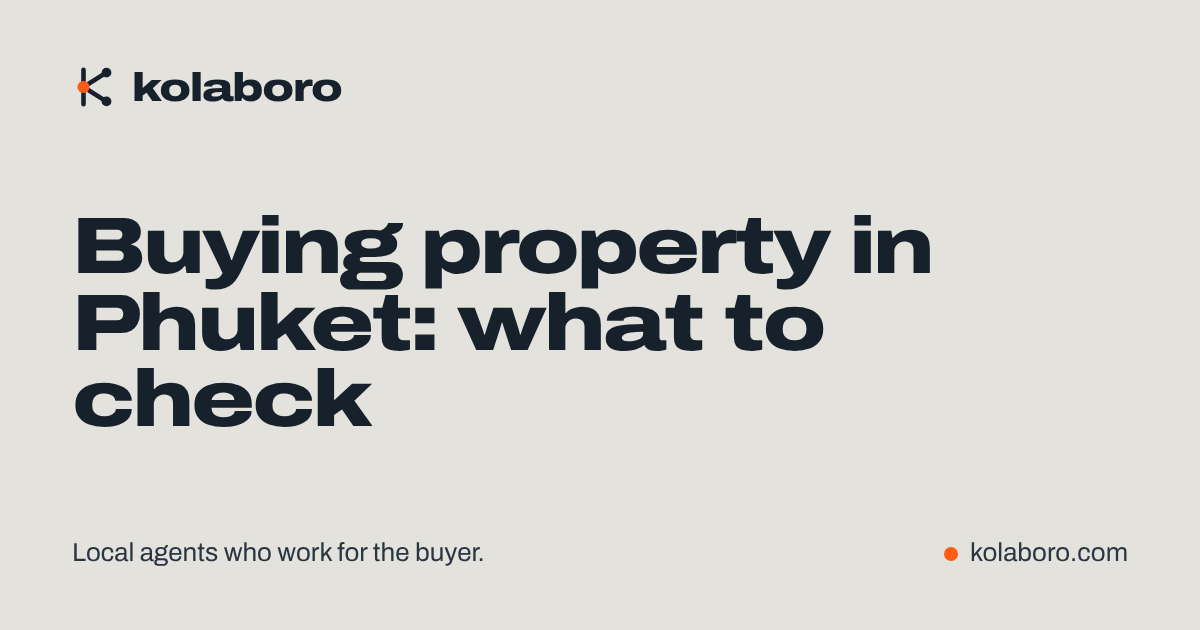 kolaboro
Buying property in
Phuket: what to
check
Local agents who work for the buyer.
kolaboro.com